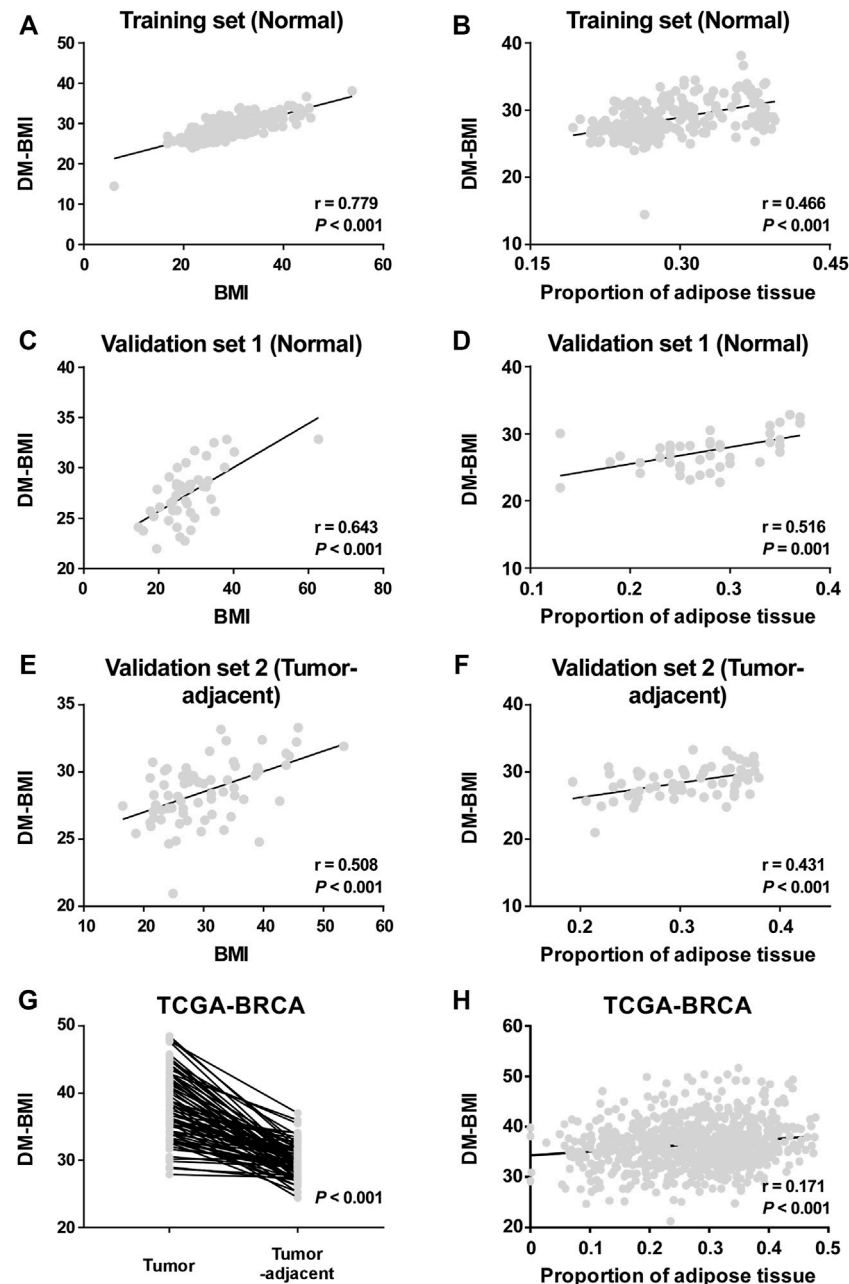 A
Training set (Normal)
50
40
30
20
10
0
DM-BMI
0 20 40 60
BMI
r = 0.779
P < 0.001
B
Training set (Normal)
40
30
20
10
DM-BMI
0.15 0.30 0.45
Proportion of adipose tissue
r = 0.466
P < 0.001
C
Validation set 1 (Normal)
40
35
30
25
20
DM-BMI
0 20 40 60 80
BMI
r = 0.643
P < 0.001
D
Validation set 1 (Normal)
40
30
20
10
DM-BMI
0.1 0.2 0.3 0.4
Proportion of adipose tissue
r = 0.516
P = 0.001
E
Validation set 2 (Tumor-
adjacent)
35
30
25
20
DM-BMI
10 20 30 40 50 60
BMI
r = 0.508
P < 0.001
F
Validation set 2 (Tumor-
adjacent)
40
30
20
10
DM-BMI
0.2 0.3 0.4
Proportion of adipose tissue
r = 0.431
P < 0.001
G
TCGA-BRCA
50
40
30
20
DM-BMI
Tumor
Tumor
-adjacent
P < 0.001
H
TCGA-BRCA
60
50
40
30
20
DM-BMI
0 0.1 0.2 0.3 0.4 0.5
Proportion of adipose tissue
r = 0.171
P < 0.001